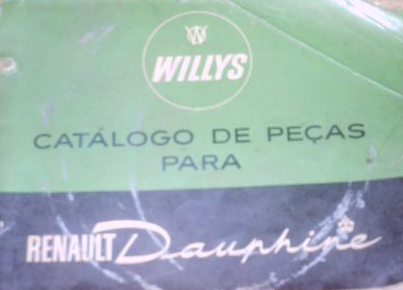 WILLYS
CATÁLOGO DE PEÇAS
PARA
RENAULT Dauphine